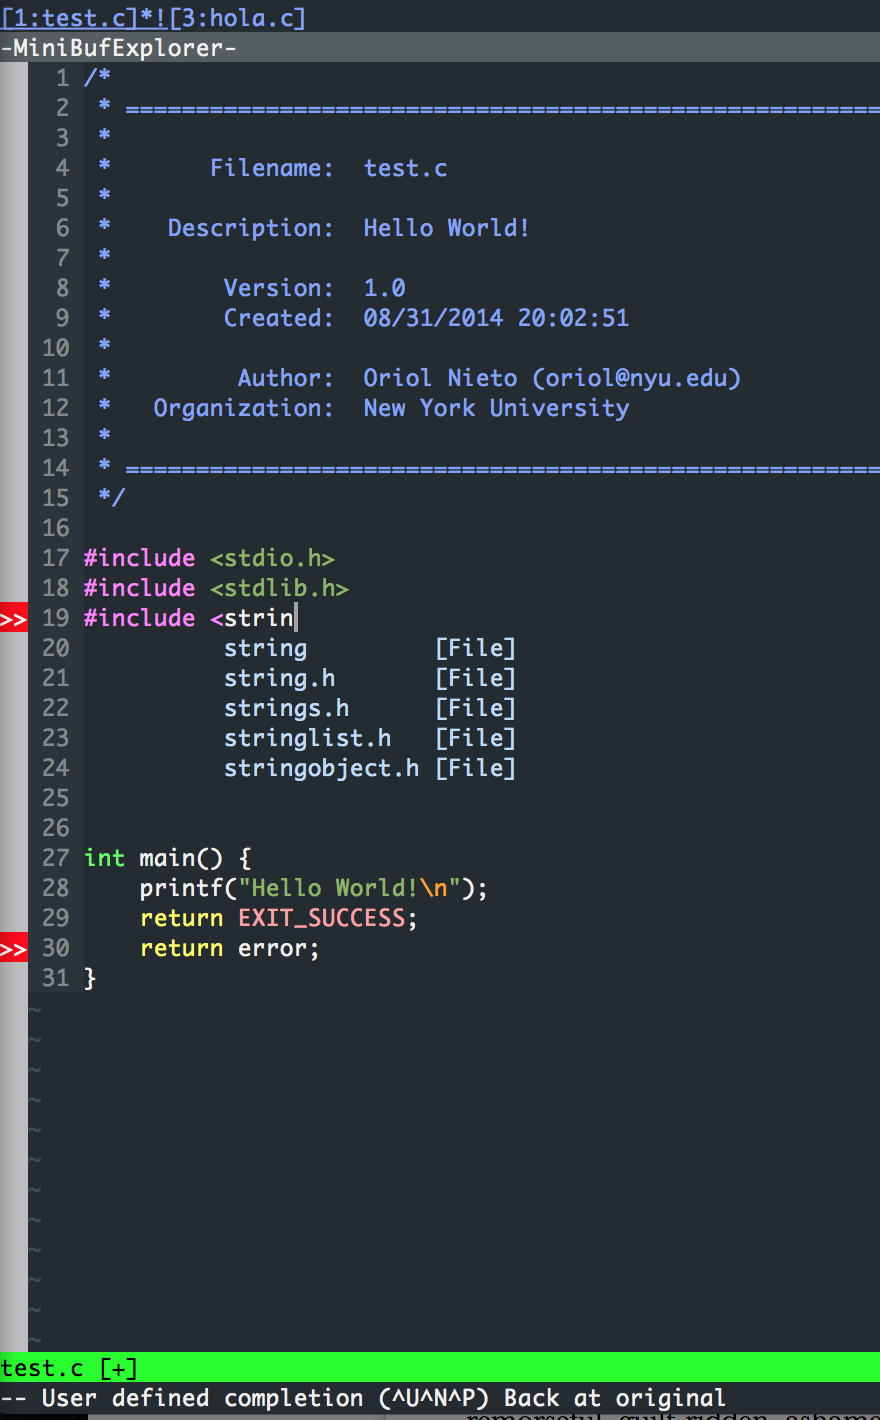 [1:test.c]*![3:hola.c]
-MiniBufExplorer-
1 /*
2  * ======================================================
3  *
4  *       Filename:  test.c
5  *
6  *    Description:  Hello World!
7  *
8  *        Version:  1.0
9  *        Created:  08/31/2014 20:02:51
10  *
11  *         Author:  Oriol Nieto (oriol@nyu.edu)
12  *   Organization:  New York University
13  *
14  * ======================================================
15  */
16
17 #include <stdio.h>
18 #include <stdlib.h>
>> 19 #include <strin
20           string         [File]
21           string.h       [File]
22           strings.h      [File]
23           stringlist.h   [File]
24           stringobject.h [File]
25
26
27 int main() {
28     printf("Hello World!\n");
29     return EXIT_SUCCESS;
>> 30     return error;
31 }
~
~
~
~
~
~
~
~
~
~
~
~
test.c [+]
-- User defined completion (^U^N^P) Back at original
remorseful, guilt-ridden, ashame